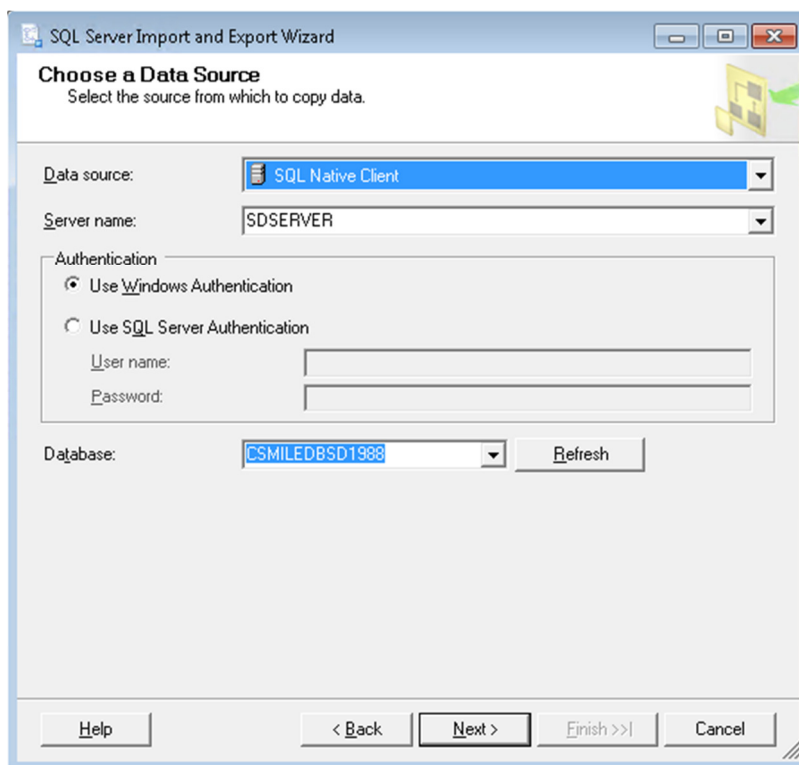 SQL Server Import and Export Wizard
Choose a Data Source
Select the source from which to copy data.
Data source: SQL Native Client
Server name: SDSERVER
Authentication
Use Windows Authentication
Use SQL Server Authentication
User name:
Password:
Database: CSMILEDBSD1988 Refresh
Help < Back Next > Finish >>| Cancel